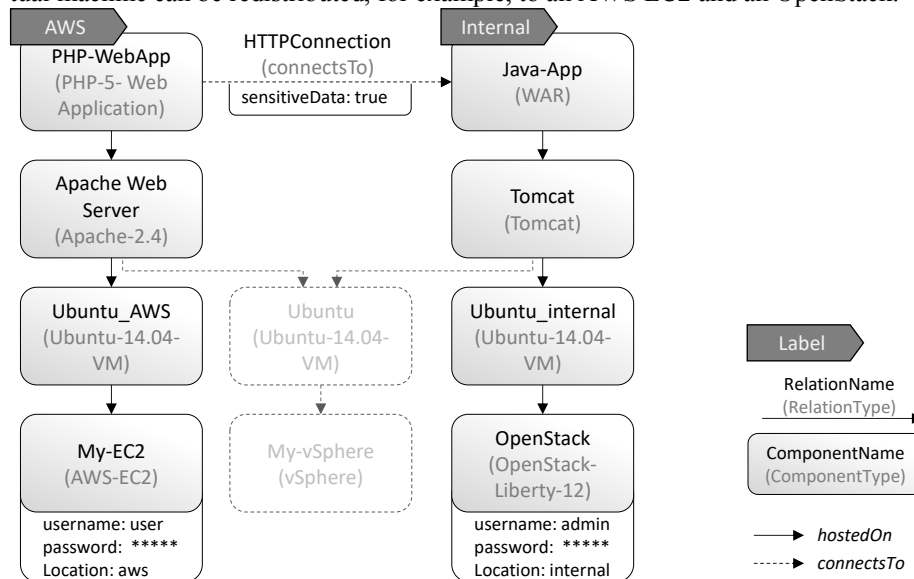 tual machine can be redistributed, for example, to an AWS EC2 and an OpenStack.
AWS
PHP-WebApp
(PHP-5- Web
Application)
HTTPConnection
(connectsTo)
sensitiveData: true
Internal
Java-App
(WAR)
Apache Web
Server
(Apache-2.4)
Tomcat
(Tomcat)
Ubuntu_AWS
(Ubuntu-14.04-
VM)
Ubuntu
(Ubuntu-14.04-
VM)
Ubuntu_internal
(Ubuntu-14.04-
VM)
My-EC2
(AWS-EC2)
username: user
password: *****
Location: aws
My-vSphere
(vSphere)
OpenStack
(OpenStack-
Liberty-12)
username: admin
password: *****
Location: internal
Label
RelationName
(RelationType)
ComponentName
(ComponentType)
hostedOn
connectsTo